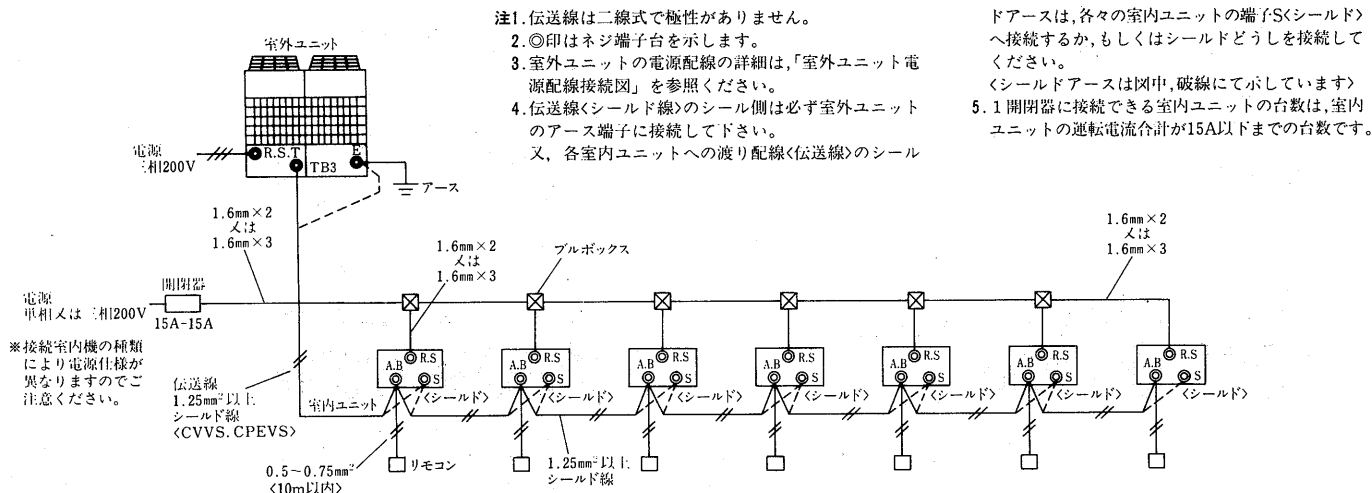 注1.伝送線は二線式で極性がありません。
2.◎印はネジ端子台を示します。
3.室外ユニットの電源配線の詳細は,「室外ユニット電
源配線接続図」を参照ください。
4.伝送線<シールド線>のシール側は必ず室外ユニット
のアース端子に接続して下さい。
又, 各室内ユニットへの渡り配線<伝送線>のシール
ドアースは,各々の室内ユニットの端子S<シールド>
へ接続するか,もしくはシールドどうしを接続して
ください。
<シールドアースは図中,破線にて示しています>
5.1開閉器に接続できる室内ユニットの台数は,室内
ユニットの運転電流合計が15A以下までの台数です。
室外ユニット
電源
三相200V
R.S.T
TB3
E
アース
1.6mm×2
又は
1.6mm×3
1.6mm×2
又は
1.6mm×3
プルボックス
1.6mm×2
又は
1.6mm×3
電源
単相又は三相200V
開閉器
15A-15A
※接続室内機の種類
により電源仕様が
異なりますのでご
注意ください。
伝送線
1.25mm²以上
シールド線
<CVVS.CPEVS>
室内ユニット
A.B R.S
S
<シールド>
A.B R.S
S
<シールド>
A.B R.S
S
<シールド>
A.B R.S
S
<シールド>
A.B R.S
S
<シールド>
A.B R.S
S
<シールド>
A.B R.S
S
<シールド>
リモコン
0.5~0.75mm²
<10m以内>
1.25mm²以上
シールド線